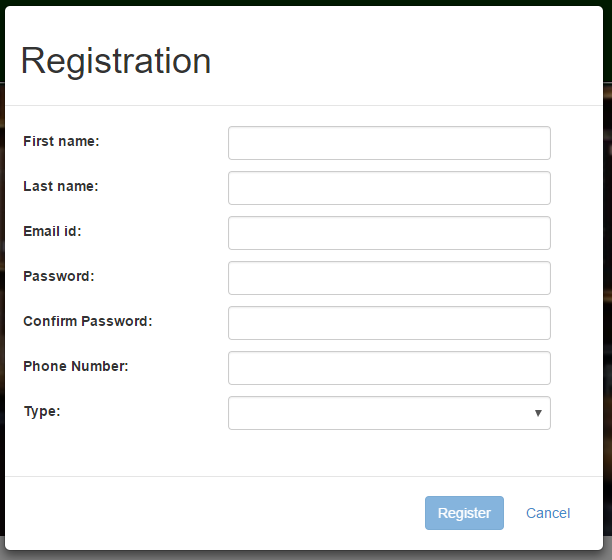 Registration
First name:
Last name:
Email id:
Password:
Confirm Password:
Phone Number:
Type:
Register Cancel